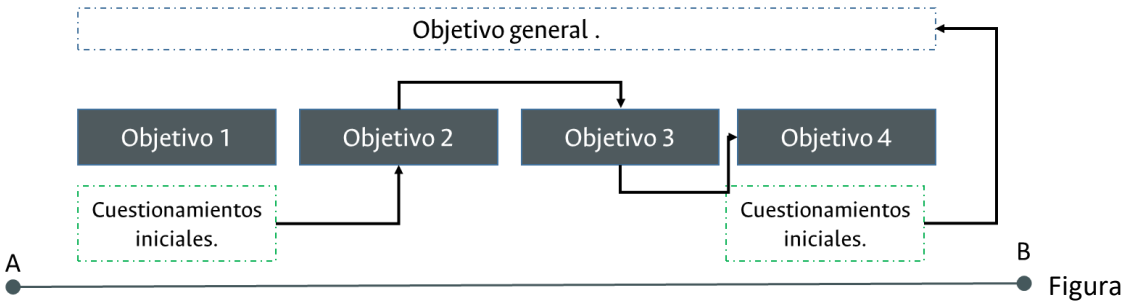 Objetivo general .
Objetivo 1
Objetivo 2
Objetivo 3
Objetivo 4
Cuestionamientos
iniciales.
Cuestionamientos
iniciales.
A
B
Figura